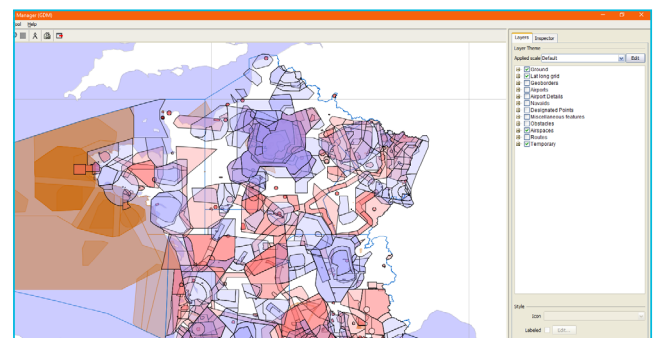 Manager (GDM)
ool Help
Layers Inspector
Layer Theme
Applied scale Default Edit
Ground
Lat long grid
Geoborders
Airports
Airport Details
Navaids
Designated Points
Miscellaneous features
Obstacles
Airspaces
Routes
Temporary
Style
Icon
Labeled Edit...